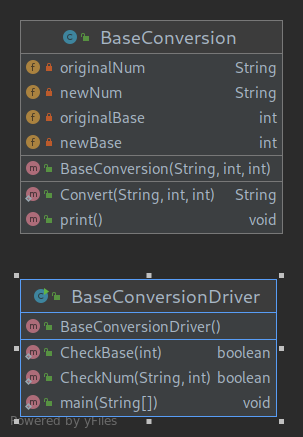 BaseConversion
originalNum String
newNum String
originalBase int
newBase int
BaseConversion(String, int, int)
Convert(String, int, int) String
print() void
BaseConversionDriver
BaseConversionDriver()
CheckBase(int) boolean
CheckNum(String, int) boolean
main(String[]) void
Powered by yFiles